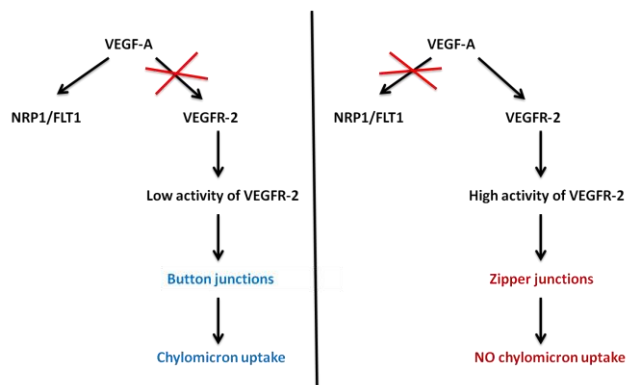 VEGF-A
NRP1/FLT1
VEGFR-2
Low activity of VEGFR-2
Button junctions
Chylomicron uptake
VEGF-A
NRP1/FLT1
VEGFR-2
High activity of VEGFR-2
Zipper junctions
NO chylomicron uptake